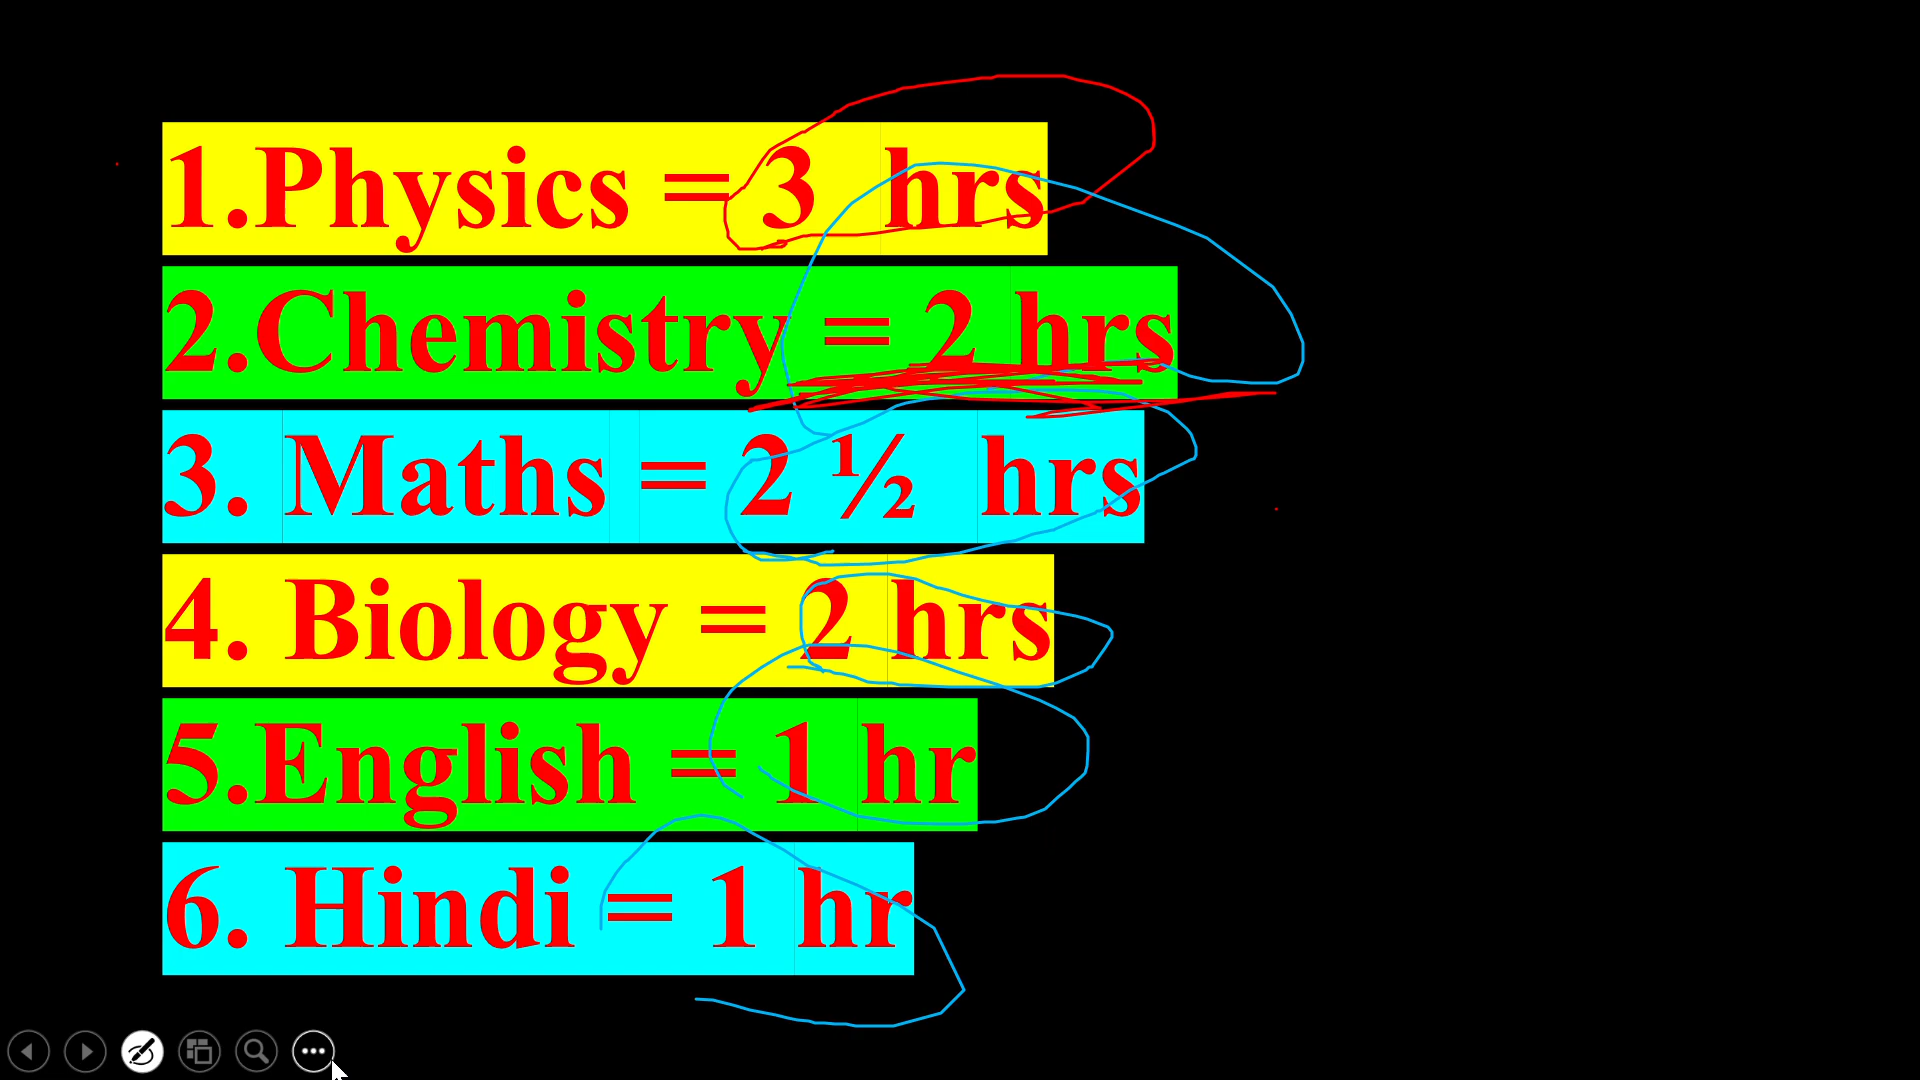 1.Physics = 3 hrs
2.Chemistry = 2 hrs
3. Maths = 2 ½ hrs
4. Biology = 2 hrs
5.English = 1 hr
6. Hindi = 1 hr